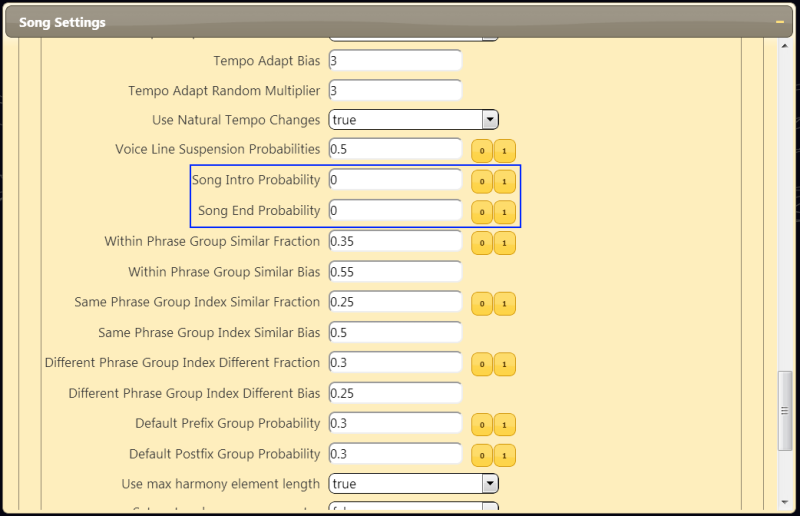 Song Settings
Tempo Adapt Bias 3
Tempo Adapt Random Multiplier 3
Use Natural Tempo Changes true
Voice Line Suspension Probabilities 0.5 0 1
Song Intro Probability 0 0 1
Song End Probability 0 0 1
Within Phrase Group Similar Fraction 0.35 0 1
Within Phrase Group Similar Bias 0.55
Same Phrase Group Index Similar Fraction 0.25 0 1
Same Phrase Group Index Similar Bias 0.5
Different Phrase Group Index Different Fraction 0.3 0 1
Different Phrase Group Index Different Bias 0.25
Default Prefix Group Probability 0.3 0 1
Default Postfix Group Probability 0.3 0 1
Use max harmony element length true